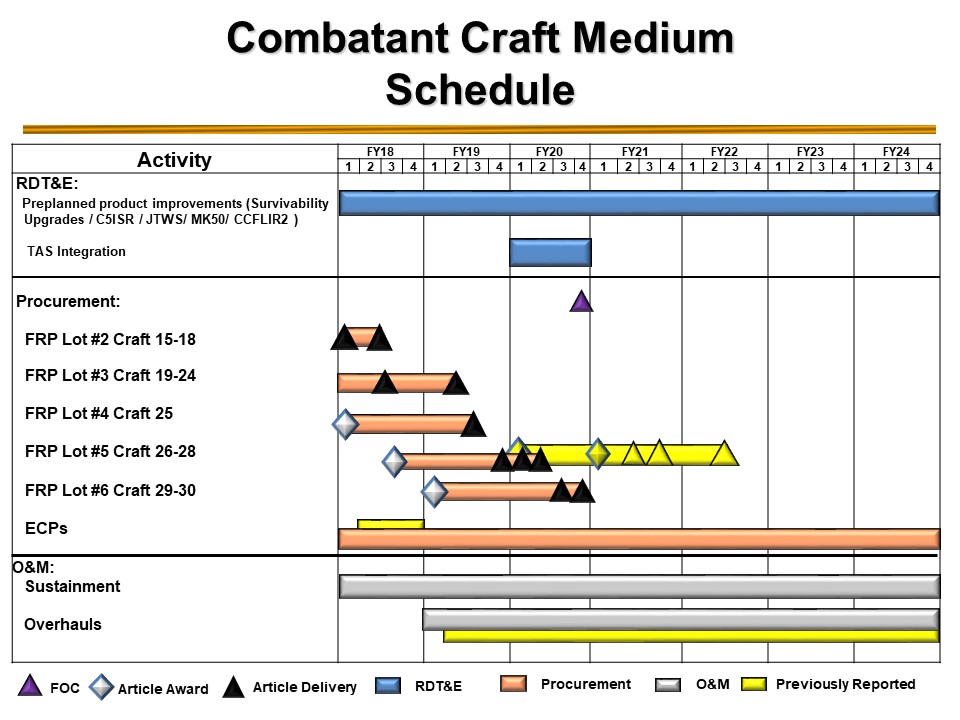 Combatant Craft Medium
Schedule
Activity
FY18 FY19 FY20 FY21 FY22 FY23 FY24
1 2 3 4 1 2 3 4 1 2 3 4 1 2 3 4 1 2 3 4 1 2 3 4 1 2 3 4
RDT&E:
Preplanned product improvements (Survivability
Upgrades / C5ISR / JTWS/ MK50/ CCFLIR2 )
TAS Integration
Procurement:
FRP Lot #2 Craft 15-18
FRP Lot #3 Craft 19-24
FRP Lot #4 Craft 25
FRP Lot #5 Craft 26-28
FRP Lot #6 Craft 29-30
ECPs
O&M:
Sustainment
Overhauls
FOC Article Award Article Delivery RDT&E Procurement O&M Previously Reported